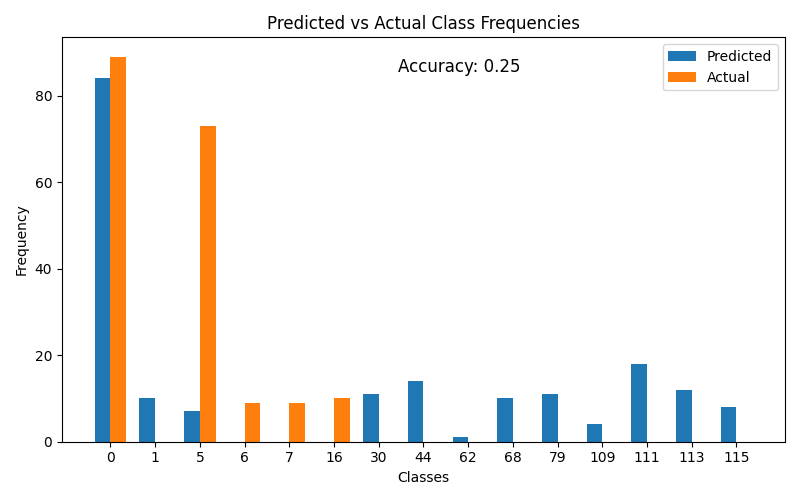 Predicted vs Actual Class Frequencies
Accuracy: 0.25
Predicted
Actual
Frequency
80
60
40
20
0
0 1 5 6 7 16 30 44 62 68 79 109 111 113 115
Classes